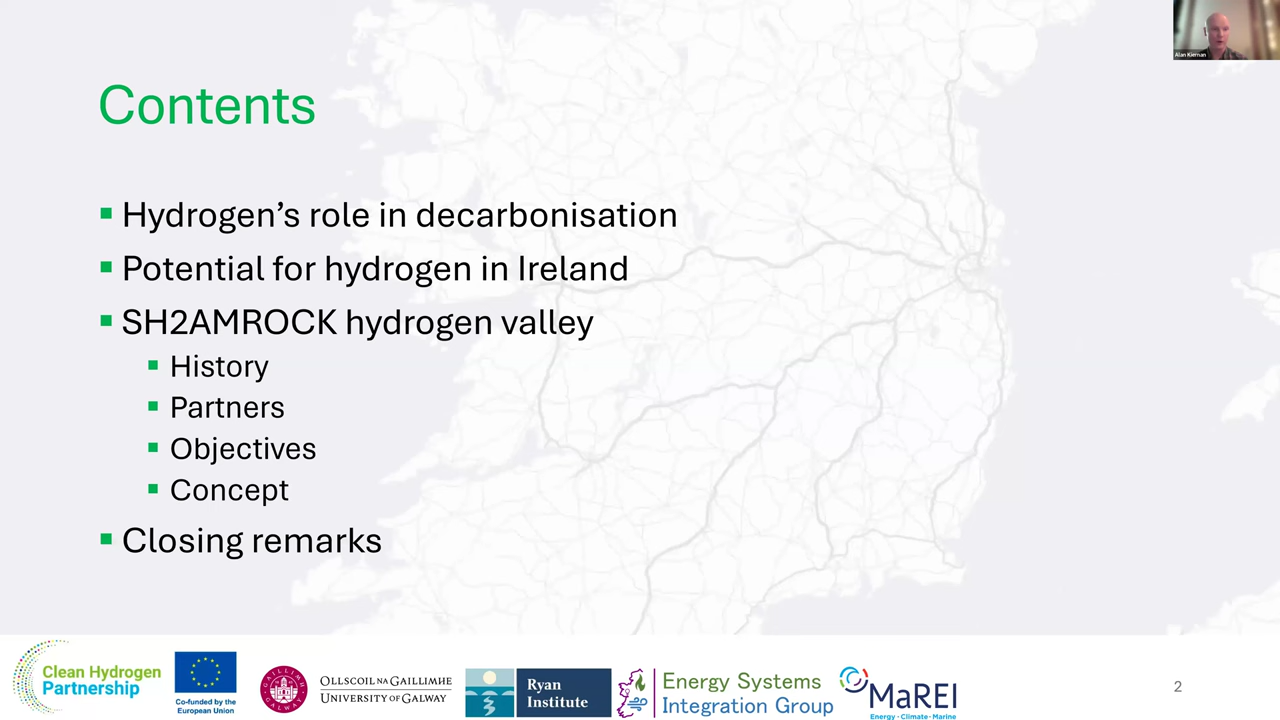 Alan Kiernan
Contents
Hydrogen’s role in decarbonisation
Potential for hydrogen in Ireland
SH2AMROCK hydrogen valley
History
Partners
Objectives
Concept
Closing remarks
Clean Hydrogen
Partnership
Co-funded by the
European Union
OLLSCOIL NA GAILLIMHE
UNIVERSITY OF GALWAY
Ryan
Institute
Energy Systems
Integration Group
MaREI
Energy • Climate • Marine
2